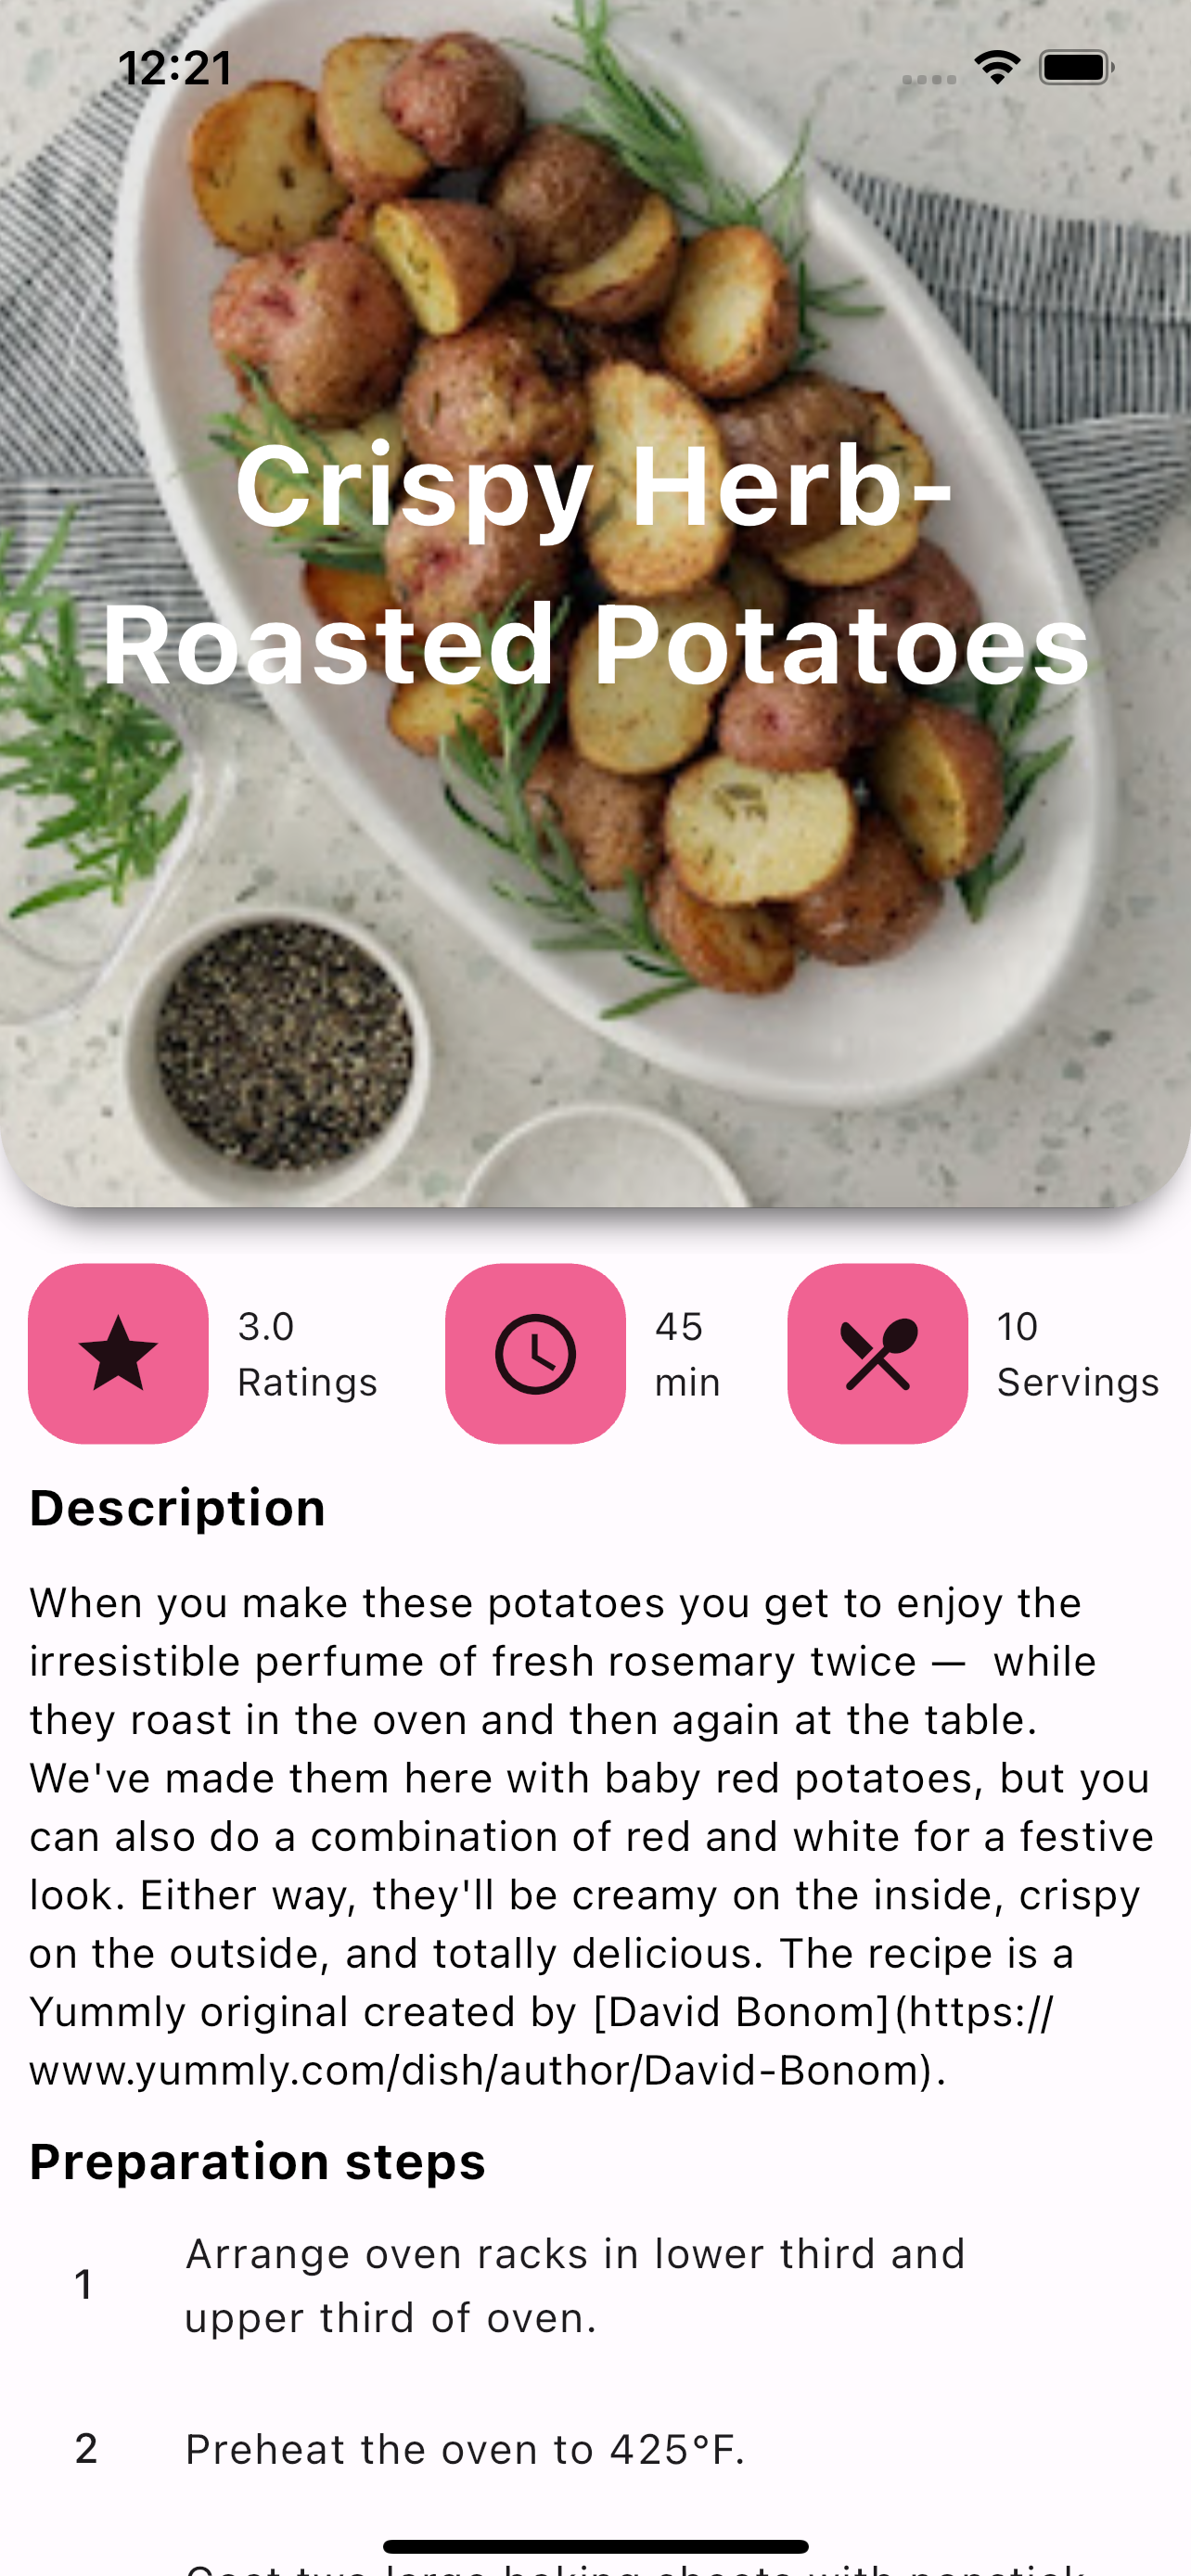 12:21
Crispy Herb-
Roasted Potatoes
3.0
Ratings
45
min
10
Servings
Description
When you make these potatoes you get to enjoy the
irresistible perfume of fresh rosemary twice —  while
they roast in the oven and then again at the table.
We've made them here with baby red potatoes, but you
can also do a combination of red and white for a festive
look. Either way, they'll be creamy on the inside, crispy
on the outside, and totally delicious. The recipe is a
Yummly original created by [David Bonom](https://
www.yummly.com/dish/author/David-Bonom).
Preparation steps
1
Arrange oven racks in lower third and
upper third of oven.
2
Preheat the oven to 425°F.